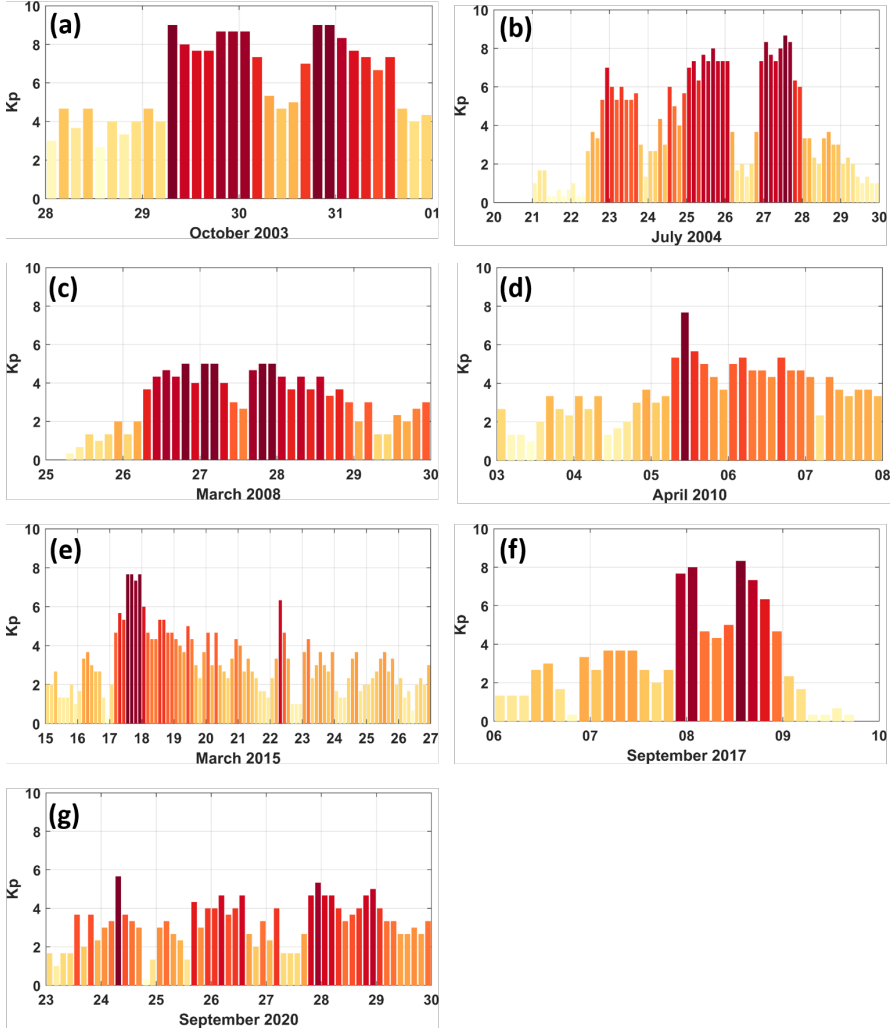 (a)
10
8
6
4
2
0
Kp
28 29 30 31 01
October 2003
(b)
10
8
6
4
2
0
Kp
20 21 22 23 24 25 26 27 28 29 30
July 2004
(c)
10
8
6
4
2
0
Kp
25 26 27 28 29 30
March 2008
(d)
10
8
6
4
2
0
Kp
03 04 05 06 07 08
April 2010
(e)
10
8
6
4
2
0
Kp
15 16 17 18 19 20 21 22 23 24 25 26 27
March 2015
(f)
10
8
6
4
2
0
Kp
06 07 08 09 10
September 2017
(g)
10
8
6
4
2
0
Kp
23 24 25 26 27 28 29 30
September 2020